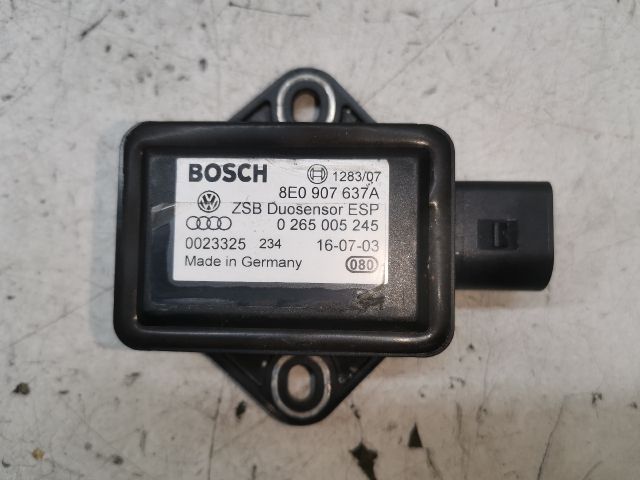 BOSCH 1283/07
8E0 907 637A
ZSB Duosensor ESP
0 265 005 245
0023325 234 16-07-03
Made in Germany 080